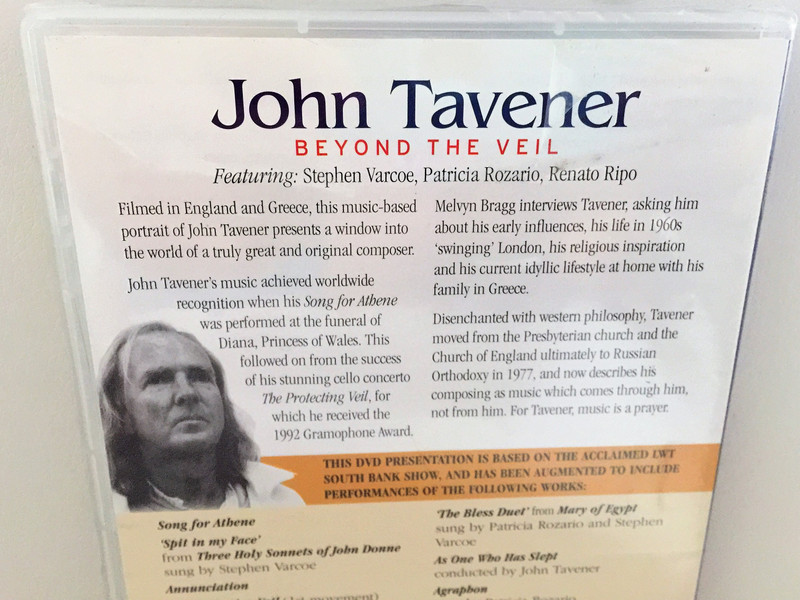 John Tavener
BEYOND THE VEIL
Featuring: Stephen Varcoe, Patricia Rozario, Renato Ripo
Filmed in England and Greece, this music-based
portrait of John Tavener presents a window into
the world of a truly great and original composer.
John Tavener's music achieved worldwide
recognition when his Song for Athene
was performed at the funeral of
Diana, Princess of Wales. This
followed on from the success
of his stunning cello concerto
The Protecting Veil, for
which he received the
1992 Gramophone Award.
Melvyn Bragg interviews Tavener, asking him
about his early influences, his life in 1960s
'swinging' London, his religious inspiration
and his current idyllic lifestyle at home with his
family in Greece.
Disenchanted with western philosophy, Tavener
moved from the Presbyterian church and the
Church of England ultimately to Russian
Orthodoxy in 1977, and now describes his
composing as music which comes through him,
not from him. For Tavener, music is a prayer.
THIS DVD PRESENTATION IS BASED ON THE ACCLAIMED LWT
SOUTH BANK SHOW, AND HAS BEEN AUGMENTED TO INCLUDE
PERFORMANCES OF THE FOLLOWING WORKS:
Song for Athene
'Spit in my Face'
from Three Holy Sonnets of John Donne
sung by Stephen Varcoe
Annunciation
movement)
'The Bless Duet' from Mary of Egypt
sung by Patricia Rozario and Stephen
Varcoe
As One Who Has Slept
conducted by John Tavener
Agraphon